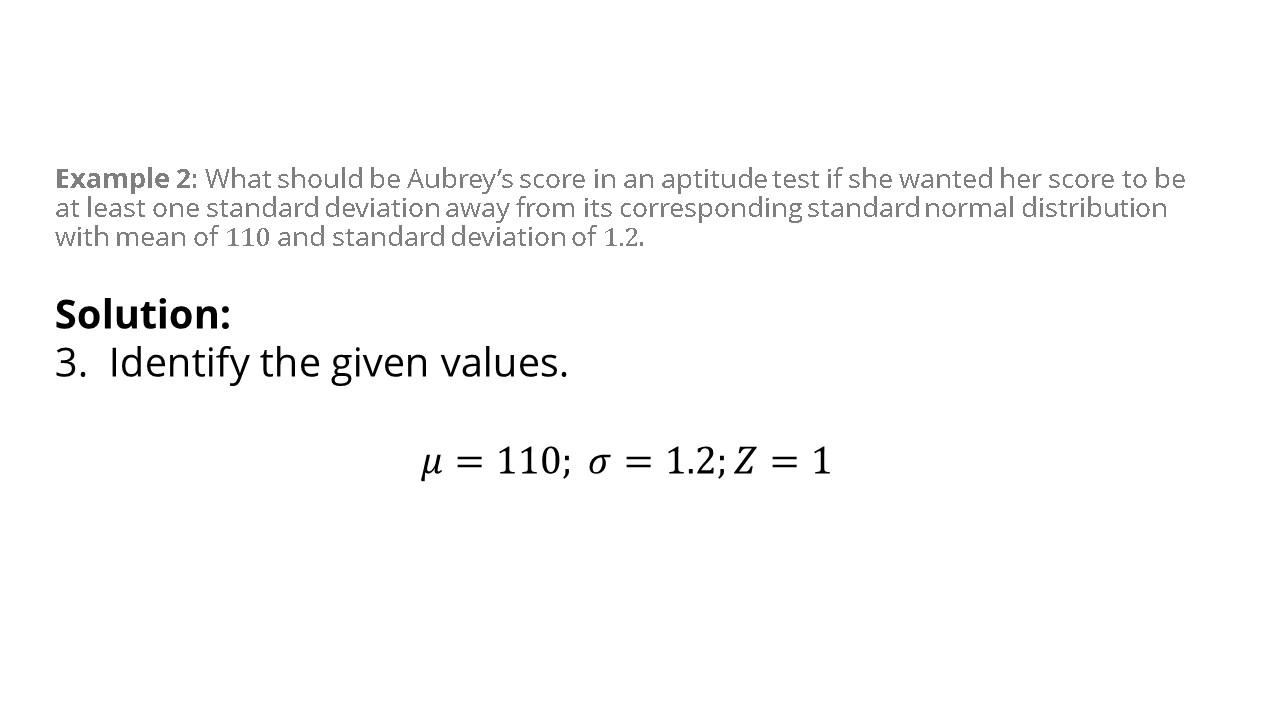 Example 2: What should be Aubrey’s score in an aptitude test if she wanted her score to be
at least one standard deviation away from its corresponding standard normal distribution
with mean of 110 and standard deviation of 1.2.
Solution:
3. Identify the given values.
𝜇 = 110; 𝜎 = 1.2; 𝑍 = 1